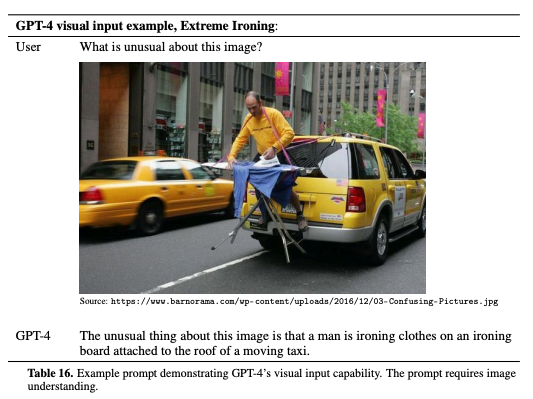 GPT-4 visual input example, Extreme Ironing:
User What is unusual about this image?
Source: https://www.barnorama.com/wp-content/uploads/2016/12/03-Confusing-Pictures.jpg
GPT-4 The unusual thing about this image is that a man is ironing clothes on an ironing
board attached to the roof of a moving taxi.
Table 16. Example prompt demonstrating GPT-4's visual input capability. The prompt requires image
understanding.